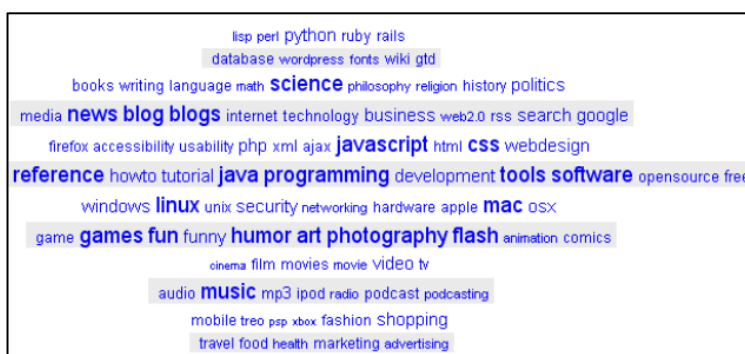 lisp perl python ruby rails
database wordpress fonts wiki gtd
books writing language math science philosophy religion history politics
media news blog blogs internet technology business web2.0 rss search google
firefox accessibility usability php xml ajax javascript html css webdesign
reference howto tutorial java programming development tools software opensource free
windows linux unix security networking hardware apple mac osx
game games fun funny humor art photography flash animation comics
cinema film movies movie video tv
audio music mp3 ipod radio podcast podcasting
mobile treo psp xbox fashion shopping
travel food health marketing advertising